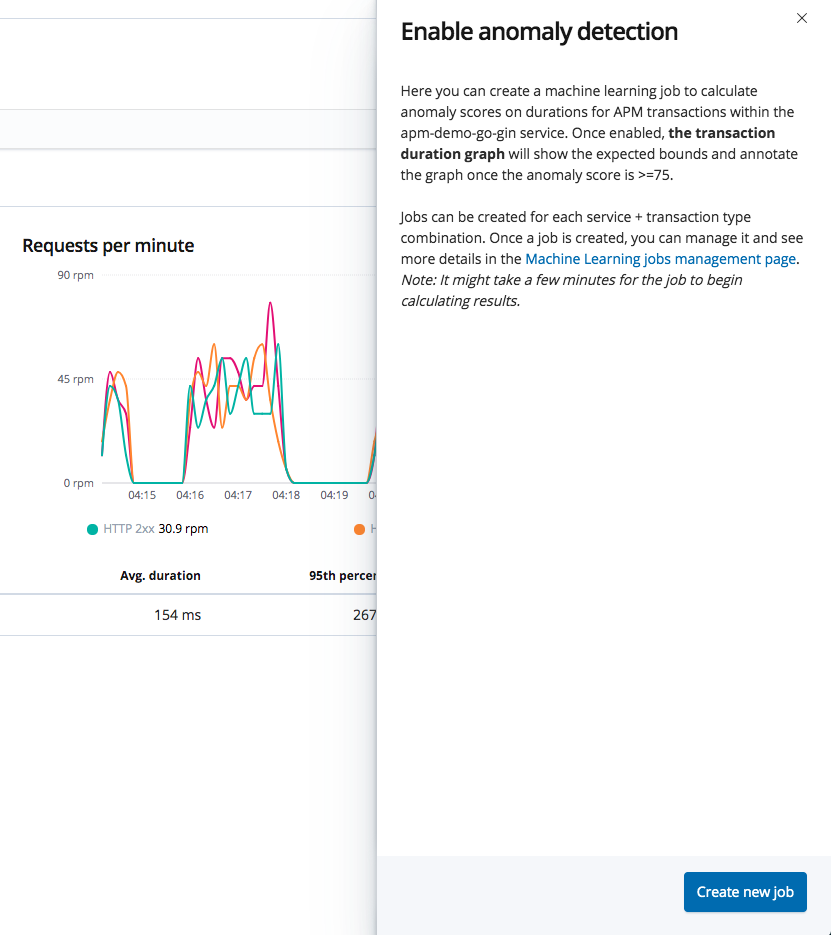 Enable anomaly detection
Here you can create a machine learning job to calculate
anomaly scores on durations for APM transactions within the
apm-demo-go-gin service. Once enabled, the transaction
duration graph will show the expected bounds and annotate
the graph once the anomaly score is >=75.
Jobs can be created for each service + transaction type
combination. Once a job is created, you can manage it and see
more details in the Machine Learning jobs management page.
Note: It might take a few minutes for the job to begin
calculating results.
Create new job
Requests per minute
90 rpm
45 rpm
0 rpm
04:15 04:16 04:17 04:18 04:19
HTTP 2xx 30.9 rpm
Avg. duration 95th
154 ms 267